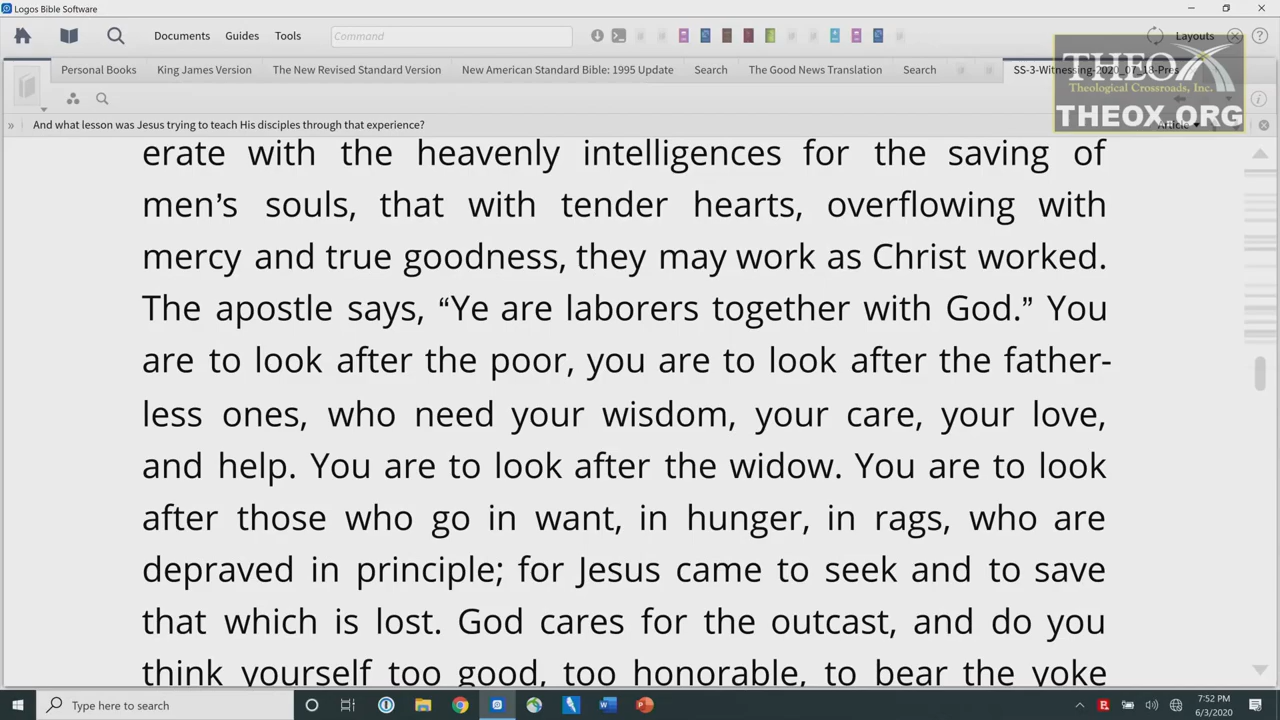 Logos Bible Software
Documents Guides Tools Command Layouts
Personal Books King James Version The New Revised St New American Standard Bible: 1995 Update Search The Good News Translation Search SS-3-Witnessing-2020_07_18-Pres
THEOX
Theological Crossroads, Inc.
THEOX.ORG
And what lesson was Jesus trying to teach His disciples through that experience? Article
erate with the heavenly intelligences for the saving of
men’s souls, that with tender hearts, overflowing with
mercy and true goodness, they may work as Christ worked.
The apostle says, “Ye are laborers together with God.” You
are to look after the poor, you are to look after the father-
less ones, who need your wisdom, your care, your love,
and help. You are to look after the widow. You are to look
after those who go in want, in hunger, in rags, who are
depraved in principle; for Jesus came to seek and to save
that which is lost. God cares for the outcast, and do you
think yourself too good, too honorable, to bear the yoke
Type here to search
7:52 PM
6/3/2020